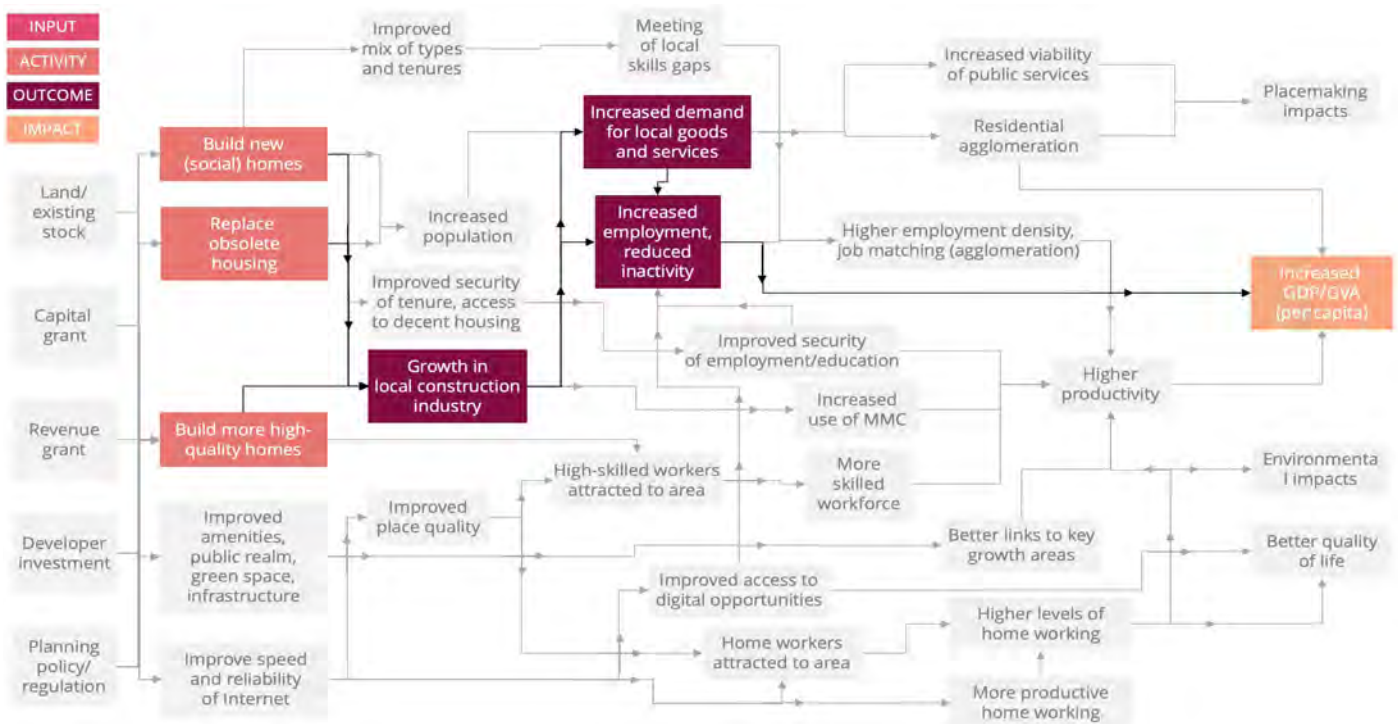 INPUT
ACTIVITY
OUTCOME
IMPACT
Improved
mix of types
and tenures
Meeting
of local
skills gaps
Increased viability
of public services
Placemaking
impacts
Build new
(social) homes
Increased demand
for local goods
and services
Residential
agglomeration
Land/
existing
stock
Replace
obsolete
housing
Increased
population
Increased
employment,
reduced
inactivity
Higher employment density,
job matching (agglomeration)
Increased
GDP/GVA
(per capita)
Capital
grant
Improved security
of tenure, access
to decent housing
Improved security
of employment/education
Growth in
local construction
industry
Higher
productivity
Increased
use of MMC
Revenue
grant
Build more high-
quality homes
High-skilled workers
attracted to area
More
skilled
workforce
Environmenta
l impacts
Improved
place quality
Developer
investment
Improved
amenities,
public realm,
green space,
infrastructure
Better links to key
growth areas
Better quality
of life
Improved access to
digital opportunities
Higher levels of
home working
Planning
policy/
regulation
Improve speed
and reliability
of Internet
Home workers
attracted to area
More productive
home working